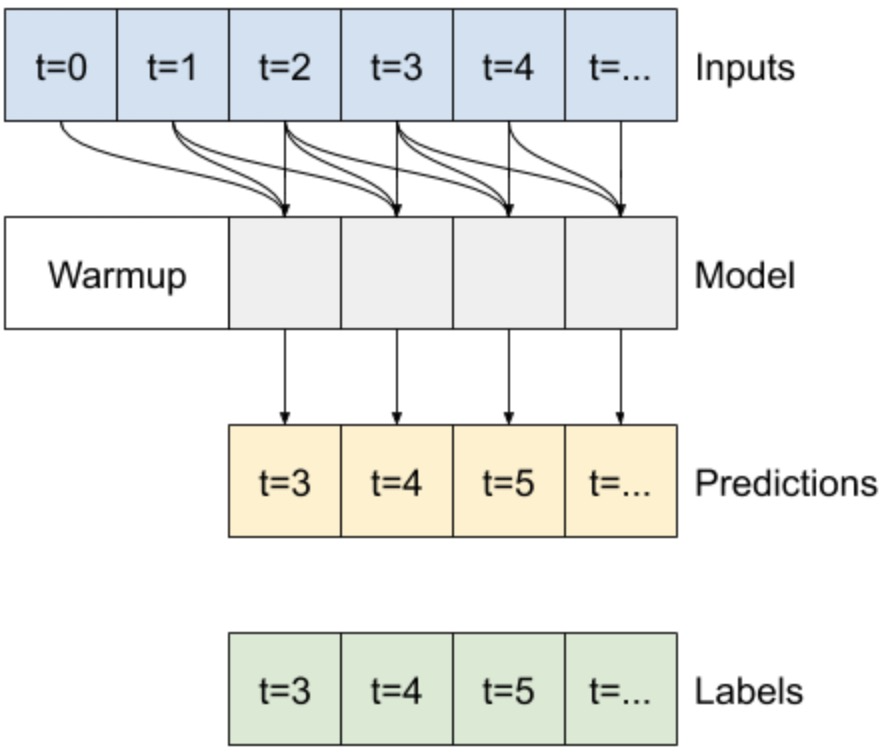 t=0 t=1 t=2 t=3 t=4 t=... Inputs
Warmup Model
t=3 t=4 t=5 t=... Predictions
t=3 t=4 t=5 t=... Labels